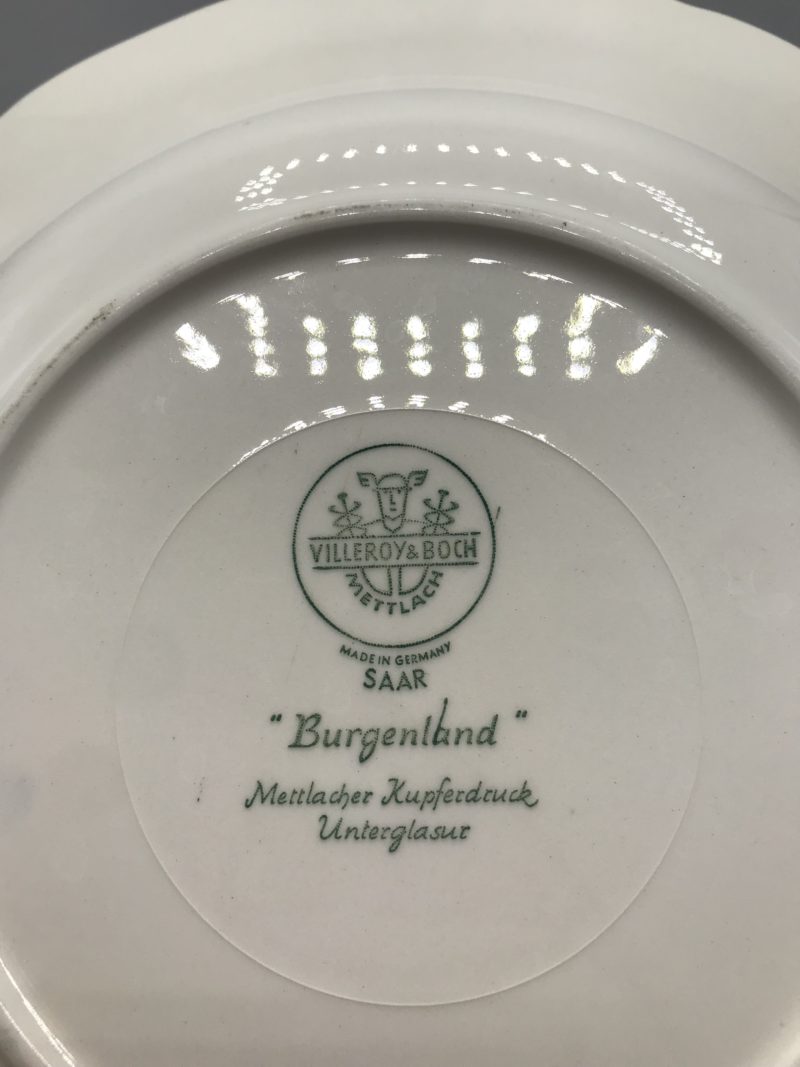 VILLEROY & BOCH
METTLACH
MADE IN GERMANY
SAAR
"Burgenland"
Mettlacher Kupferdruck
Unterglasur